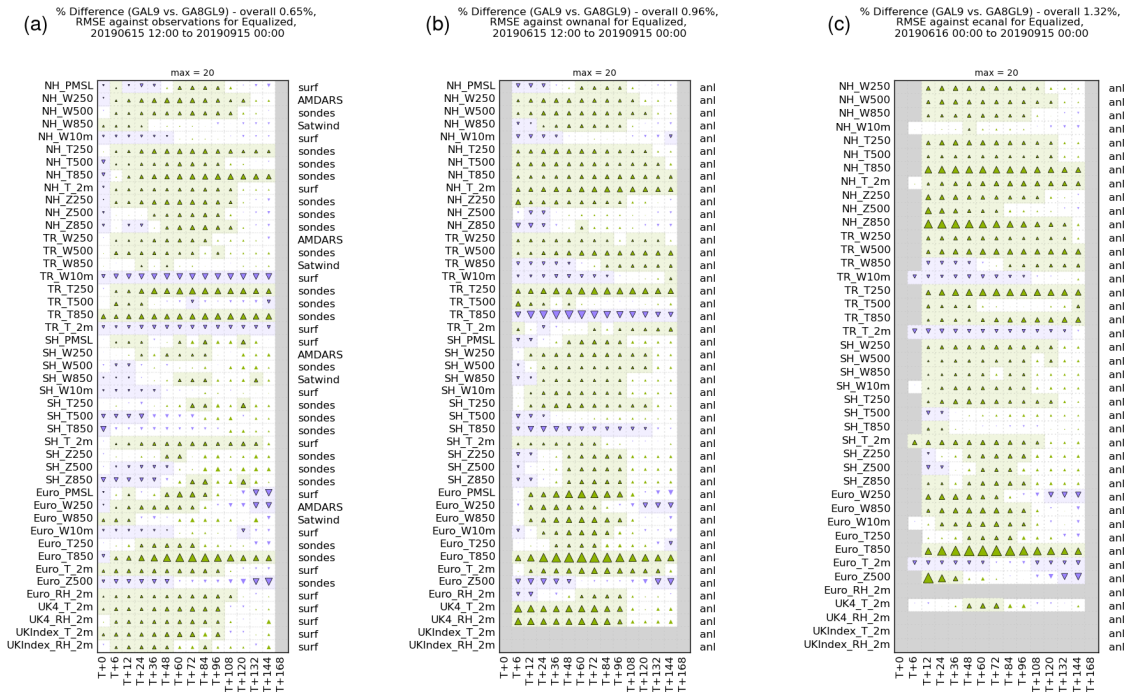 (a)
% Difference (GAL9 vs. GA8GL9) - overall 0.65%,
RMSE against observations for Equalized,
20190615 12:00 to 20190915 00:00
max = 20
NH_PMSL surf
NH_W250 AMDARS
NH_W500 sondes
NH_W850 Satwind
NH_W10m surf
NH_T250 sondes
NH_T500 sondes
NH_T850 sondes
NH_T_2m surf
NH_Z250 sondes
NH_Z500 sondes
NH_Z850 sondes
TR_W250 AMDARS
TR_W500 sondes
TR_W850 Satwind
TR_W10m surf
TR_T250 sondes
TR_T500 sondes
TR_T850 sondes
TR_T_2m surf
SH_PMSL surf
SH_W250 AMDARS
SH_W500 sondes
SH_W850 Satwind
SH_W10m surf
SH_T250 sondes
SH_T500 sondes
SH_T850 sondes
SH_T_2m surf
SH_Z250 sondes
SH_Z500 sondes
SH_Z850 sondes
Euro_PMSL surf
Euro_W250 AMDARS
Euro_W850 Satwind
Euro_W10m surf
Euro_T250 sondes
Euro_T850 sondes
Euro_T_2m surf
Euro_Z500 sondes
Euro_RH_2m surf
UK4_T_2m surf
UK4_RH_2m surf
UKIndex_T_2m surf
UKIndex_RH_2m surf
T+0 T+6 T+12 T+24 T+36 T+48 T+60 T+72 T+84 T+96 T+108 T+120 T+132 T+144 T+168
(b)
% Difference (GAL9 vs. GA8GL9) - overall 0.96%,
RMSE against ownanal for Equalized,
20190615 12:00 to 20190915 00:00
max = 20
NH_PMSL anl
NH_W250 anl
NH_W500 anl
NH_W850 anl
NH_W10m anl
NH_T250 anl
NH_T500 anl
NH_T850 anl
NH_T_2m anl
NH_Z250 anl
NH_Z500 anl
NH_Z850 anl
TR_W250 anl
TR_W500 anl
TR_W850 anl
TR_W10m anl
TR_T250 anl
TR_T500 anl
TR_T850 anl
TR_T_2m anl
SH_PMSL anl
SH_W250 anl
SH_W500 anl
SH_W850 anl
SH_W10m anl
SH_T250 anl
SH_T500 anl
SH_T850 anl
SH_T_2m anl
SH_Z250 anl
SH_Z500 anl
SH_Z850 anl
Euro_PMSL anl
Euro_W250 anl
Euro_W850 anl
Euro_W10m anl
Euro_T250 anl
Euro_T850 anl
Euro_T_2m anl
Euro_Z500 anl
Euro_RH_2m anl
UK4_T_2m anl
UK4_RH_2m anl
UKIndex_T_2m anl
UKIndex_RH_2m anl
T+0 T+6 T+12 T+24 T+36 T+48 T+60 T+72 T+84 T+96 T+108 T+120 T+132 T+144 T+168
(c)
% Difference (GAL9 vs. GA8GL9) - overall 1.32%,
RMSE against ecanal for Equalized,
20190616 00:00 to 20190915 00:00
max = 20
NH_W250 anl
NH_W500 anl
NH_W850 anl
NH_W10m anl
NH_T250 anl
NH_T500 anl
NH_T850 anl
NH_T_2m anl
NH_Z250 anl
NH_Z500 anl
NH_Z850 anl
TR_W250 anl
TR_W500 anl
TR_W850 anl
TR_W10m anl
TR_T250 anl
TR_T500 anl
TR_T850 anl
TR_T_2m anl
SH_W250 anl
SH_W500 anl
SH_W850 anl
SH_W10m anl
SH_T250 anl
SH_T500 anl
SH_T850 anl
SH_T_2m anl
SH_Z250 anl
SH_Z500 anl
SH_Z850 anl
Euro_W250 anl
Euro_W850 anl
Euro_W10m anl
Euro_T250 anl
Euro_T850 anl
Euro_T_2m anl
Euro_Z500 anl
Euro_RH_2m anl
UK4_T_2m anl
UK4_RH_2m anl
UKIndex_T_2m anl
UKIndex_RH_2m anl
T+0 T+6 T+12 T+24 T+36 T+48 T+60 T+72 T+84 T+96 T+108 T+120 T+132 T+144 T+168